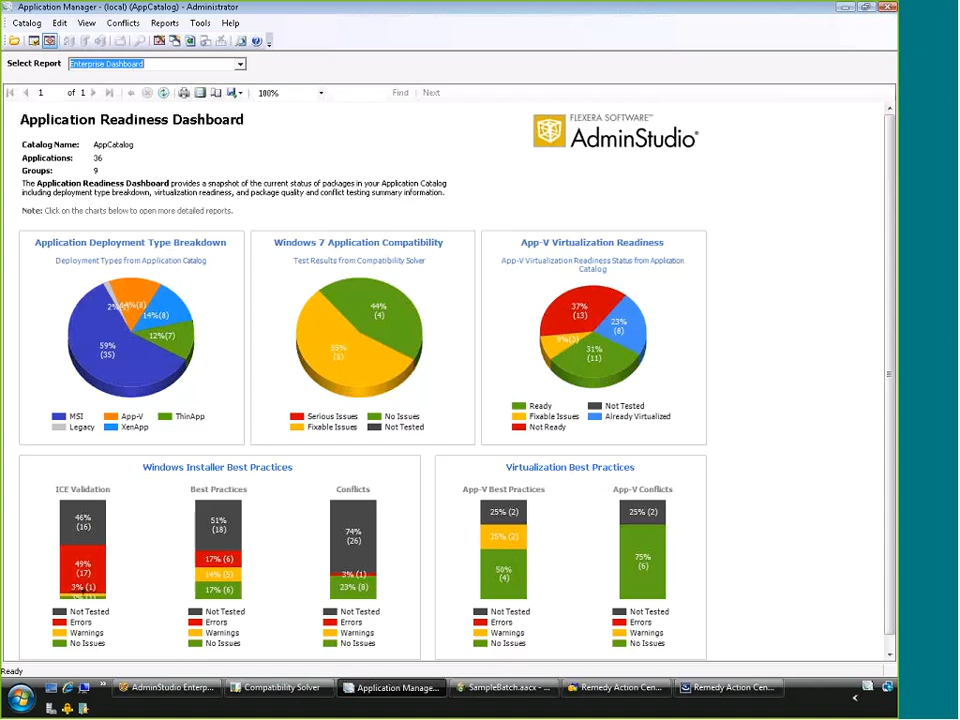 Application Manager - (local) (AppCatalog) - Administrator
Catalog Edit View Conflicts Reports Tools Help
Select Report Enterprise Dashboard
1 of 1 100% Find Next
Application Readiness Dashboard
FLEXERA SOFTWARE™
AdminStudio
Catalog Name: AppCatalog
Applications: 36
Groups: 9
The Application Readiness Dashboard provides a snapshot of the current status of packages in your Application Catalog
including deployment type breakdown, virtualization readiness, and package quality and conflict testing summary information.
Note: Click on the charts below to open more detailed reports.
Application Deployment Type Breakdown
Deployment Types from Application Catalog
14%(8)
12%(7)
59%
(35)
MSI App-V ThinApp
Legacy XenApp
Windows 7 Application Compatibility
Test Results from Compatibility Solver
44%
(4)
55%
(5)
Serious Issues No Issues
Fixable Issues Not Tested
App-V Virtualization Readiness
App-V Virtualization Readiness Status from Application
Catalog
37%
(13)
23%
(8)
31%
(11)
Ready Not Tested
Fixable Issues Already Virtualized
Not Ready
Windows Installer Best Practices
ICE Validation Best Practices Conflicts
46%
(16)
49%
(17)
3% (1)
51%
(18)
17% (6)
14% (5)
17% (6)
74%
(26)
3% (1)
23% (8)
Not Tested Not Tested Not Tested
Errors Errors Errors
Warnings Warnings Warnings
No Issues No Issues No Issues
Virtualization Best Practices
App-V Best Practices App-V Conflicts
25% (2)
25% (2)
50%
(4)
25% (2)
75%
(6)
Not Tested Not Tested
Errors Errors
Warnings Warnings
No Issues No Issues
Ready
AdminStudio Enterp... Compatibility Solver Application Manage... SampleBatch.aacx - ... Remedy Action Cen... Remedy Action Cen...